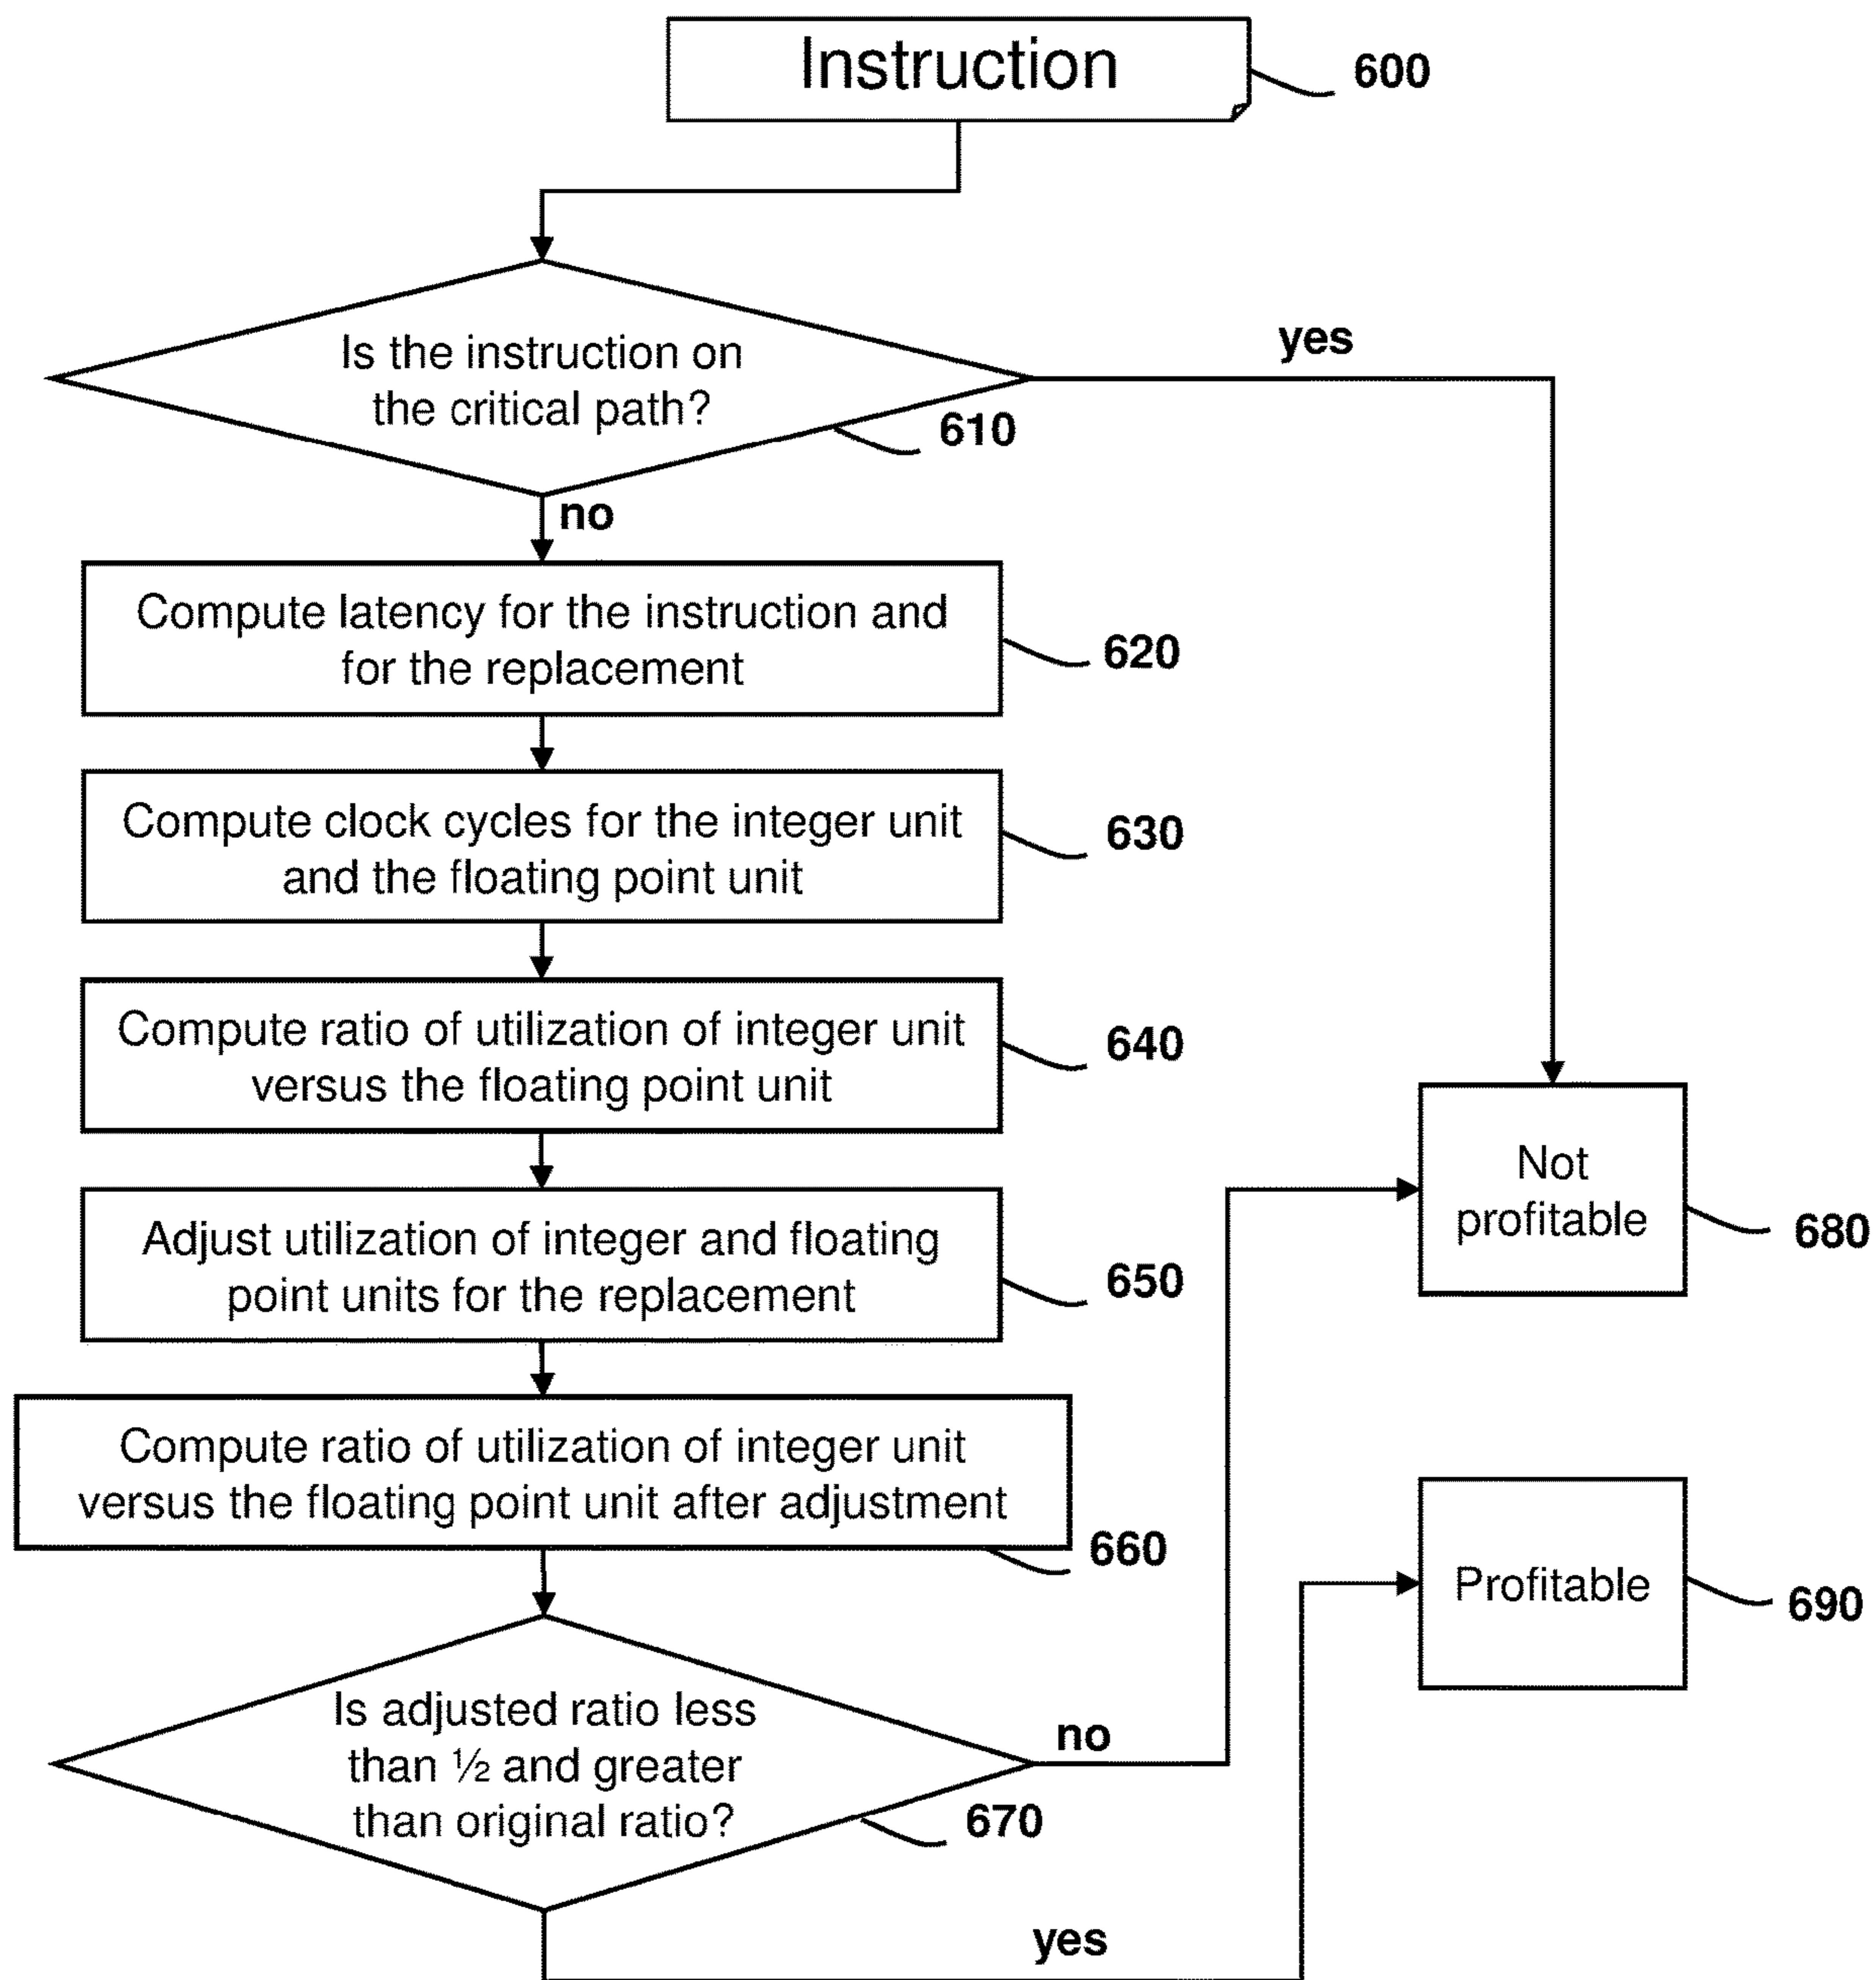 Instruction
600
Is the instruction on
the critical path?
yes
610
no
Compute latency for the instruction and
for the replacement
620
Compute clock cycles for the integer unit
and the floating point unit
630
Compute ratio of utilization of integer unit
versus the floating point unit
640
Adjust utilization of integer and floating
point units for the replacement
650
Not
profitable
680
Compute ratio of utilization of integer unit
versus the floating point unit after adjustment
660
Profitable
690
Is adjusted ratio less
than ½ and greater
than original ratio?
no
670
yes